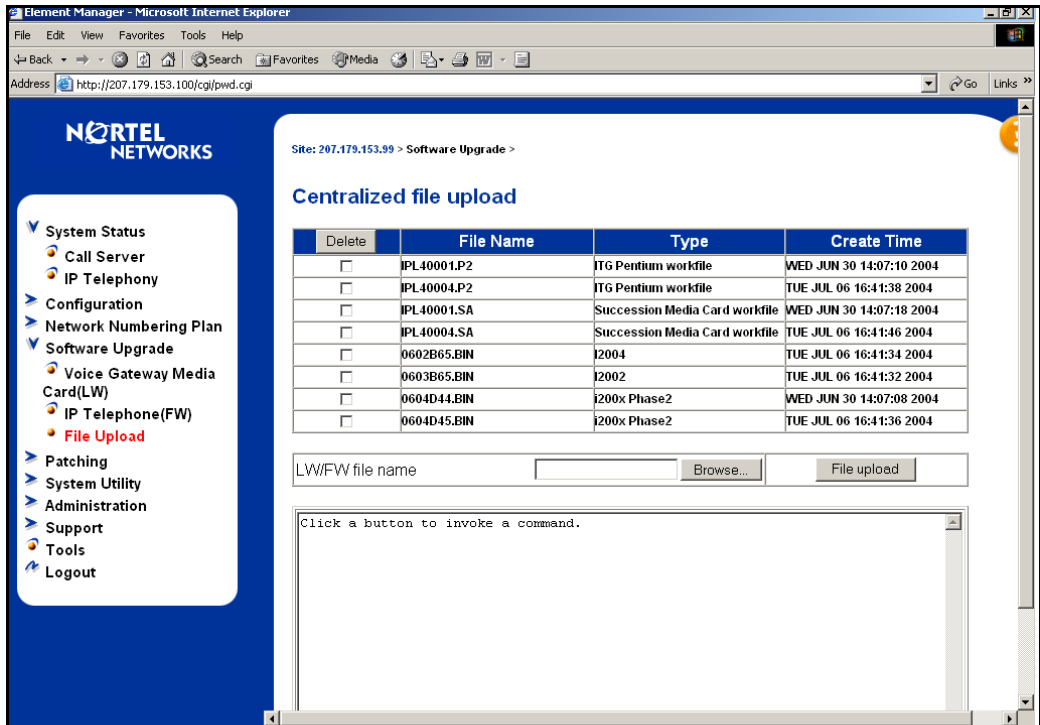 Element Manager - Microsoft Internet Explorer
File Edit View Favorites Tools Help
Back Search Favorites Media
Address http://207.179.153.100/cgi/pwd.cgi Go Links »
NORTEL
NETWORKS
Site: 207.179.153.99 > Software Upgrade >
Centralized file upload
System Status
Call Server
IP Telephony
Configuration
Network Numbering Plan
Software Upgrade
Voice Gateway Media
Card(LW)
IP Telephone(FW)
File Upload
Patching
System Utility
Administration
Support
Tools
Logout
Delete File Name Type Create Time
IPL40001.P2 ITG Pentium workfile WED JUN 30 14:07:10 2004
IPL40004.P2 ITG Pentium workfile TUE JUL 06 16:41:38 2004
IPL40001.SA Succession Media Card workfile WED JUN 30 14:07:18 2004
IPL40004.SA Succession Media Card workfile TUE JUL 06 16:41:46 2004
0602B65.BIN I2004 TUE JUL 06 16:41:34 2004
0603B65.BIN I2002 TUE JUL 06 16:41:32 2004
0604D44.BIN i200x Phase2 WED JUN 30 14:07:08 2004
0604D45.BIN i200x Phase2 TUE JUL 06 16:41:36 2004
LW/FW file name Browse... File upload
Click a button to invoke a command.